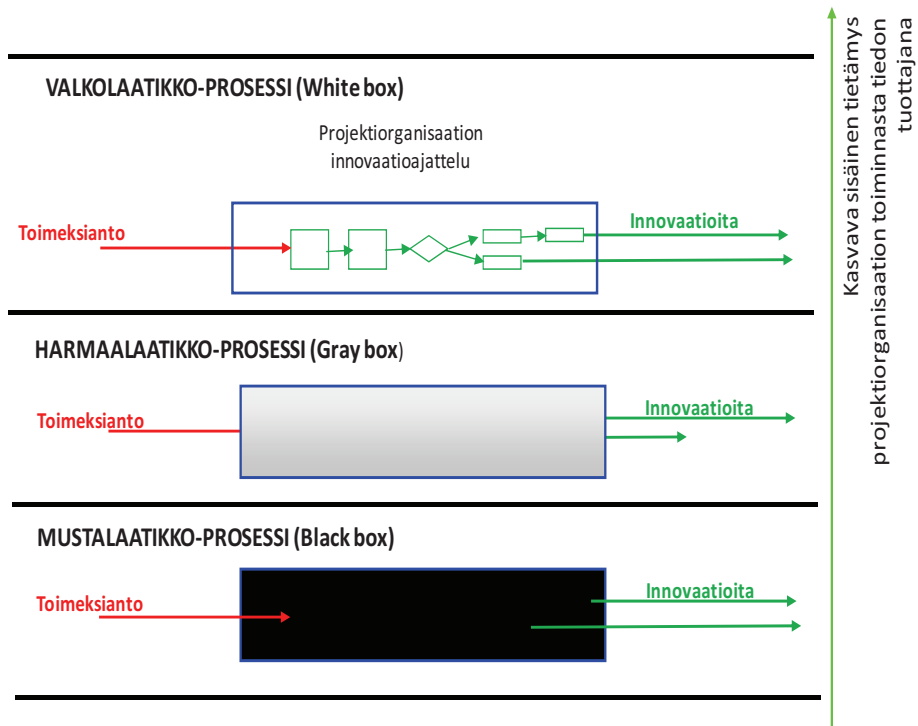 VALKOLAATIKKO-PROSESSI (White box)
Projektiorganisaation
innovaatioajattelu
Toimeksianto
Innovaatioita
HARMAALAATIKKO-PROSESSI (Gray box)
Toimeksianto
Innovaatioita
MUSTALAATIKKO-PROSESSI (Black box)
Toimeksianto
Innovaatioita
Kasvava sisäinen tietämys
projektiorganisaation toiminnasta tiedon
tuottajana